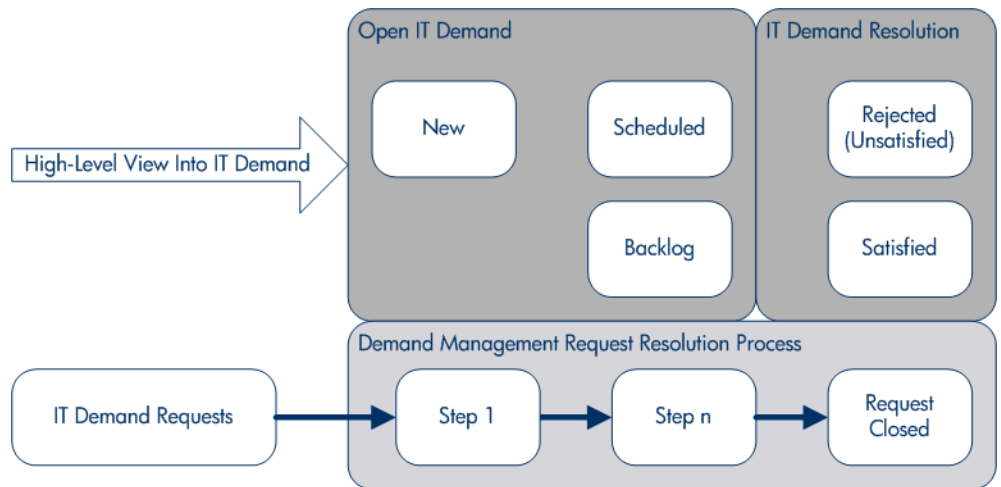 Open IT Demand
IT Demand Resolution
New
Scheduled
Rejected
(Unsatisfied)
High-Level View Into IT Demand
Backlog
Satisfied
Demand Management Request Resolution Process
IT Demand Requests
Step 1
Step n
Request
Closed